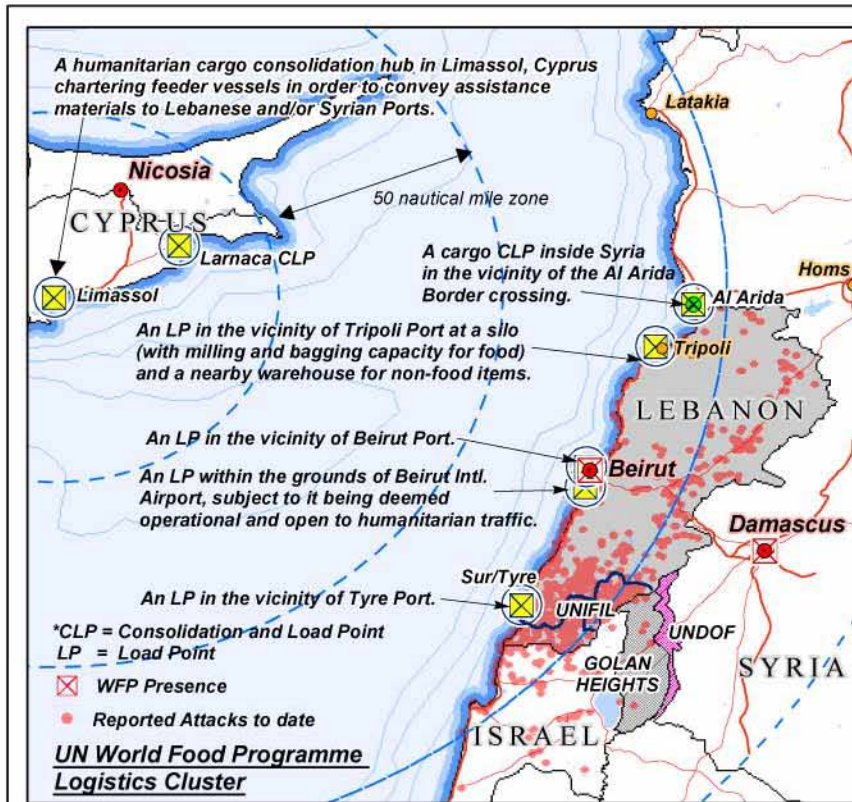 A humanitarian cargo consolidation hub in Limassol, Cyprus
chartering feeder vessels in order to convey assistance
materials to Lebanese and/or Syrian Ports.
Latakia
Nicosia
50 nautical mile zone
CYPRUS
Larnaca CLP
A cargo CLP inside Syria
in the vicinity of the Al Arida
Border crossing.
Homs
Limassol
Al Arida
An LP in the vicinity of Tripoli Port at a silo
(with milling and bagging capacity for food)
and a nearby warehouse for non-food items.
Tripoli
LEBANON
An LP in the vicinity of Beirut Port.
Beirut
An LP within the grounds of Beirut Intl.
Airport, subject to it being deemed
operational and open to humanitarian traffic.
Damascus
Sur/Tyre
An LP in the vicinity of Tyre Port.
UNIFIL
UNDOF
*CLP = Consolidation and Load Point
LP = Load Point
GOLAN
HEIGHTS
SYRIA
WFP Presence
Reported Attacks to date
ISRAEL
UN World Food Programme
Logistics Cluster